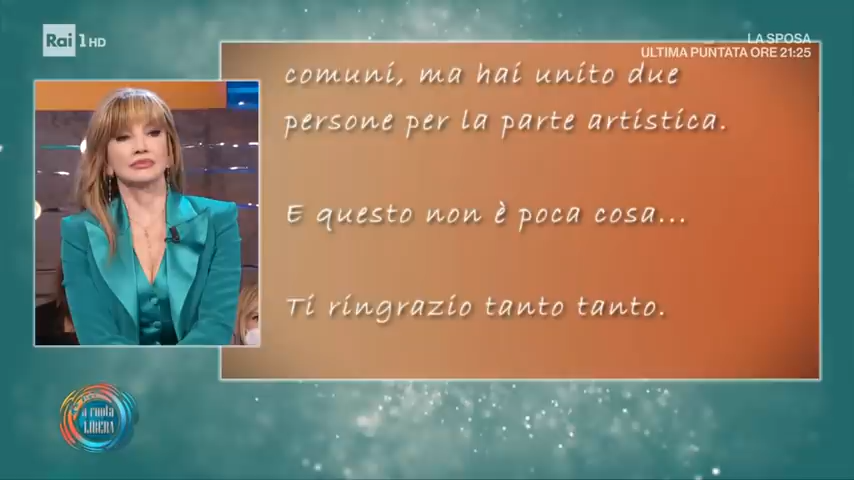 Rai 1 HD
LA SPOSA
ULTIMA PUNTATA ORE 21:25
comuni, ma hai unito due
persone per la parte artistica.
E questo non è poca cosa...
Ti ringrazio tanto tanto.
a ruota
LIBERA